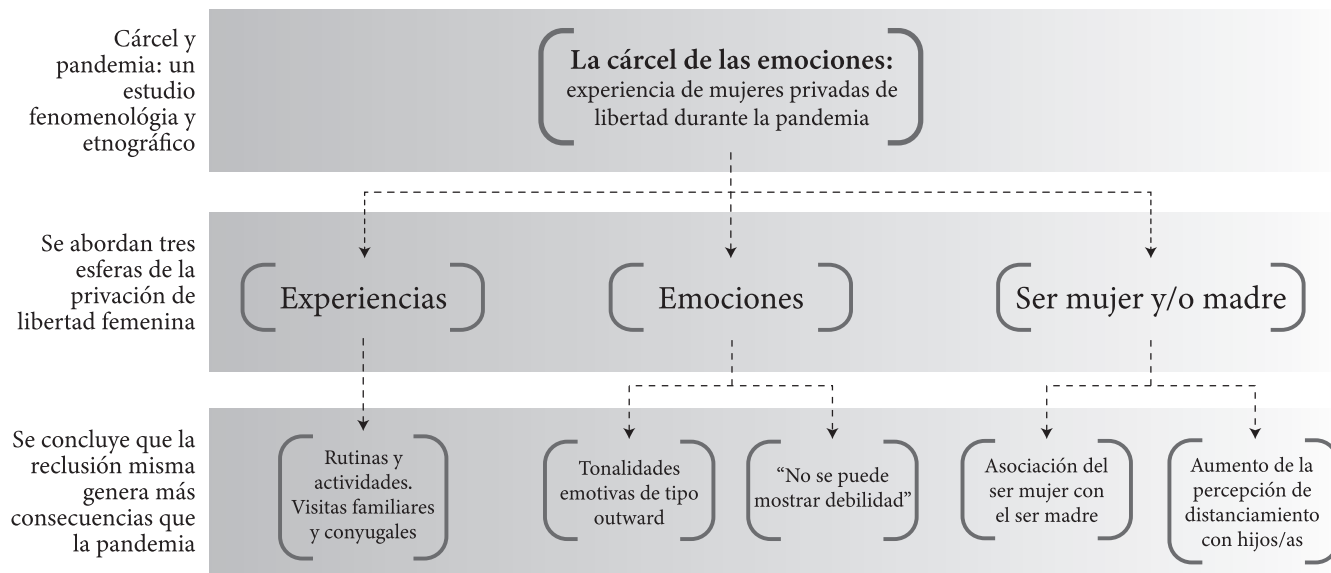 Cárcel y
pandemia: un
estudio
fenomenológia y
etnográfico
La cárcel de las emociones:
experiencia de mujeres privadas de
libertad durante la pandemia
Se abordan tres
esferas de la
privación de
libertad femenina
Experiencias
Emociones
Ser mujer y/o madre
Se concluye que la
reclusión misma
genera más
consecuencias que
la pandemia
Rutinas y
actividades.
Visitas familiares
y conyugales
Tonalidades
emotivas de tipo
outward
“No se puede
mostrar debilidad”
Asociación del
ser mujer con
el ser madre
Aumento de la
percepción de
distanciamiento
con hijos/as